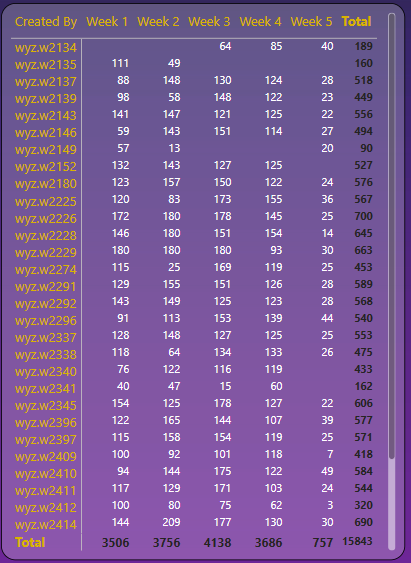 Created By Week 1 Week 2 Week 3 Week 4 Week 5 Total
wyz.w2134 64 85 40 189
wyz.w2135 111 49 160
wyz.w2137 88 148 130 124 28 518
wyz.w2139 98 58 148 122 23 449
wyz.w2143 141 147 121 125 22 556
wyz.w2146 59 143 151 114 27 494
wyz.w2149 57 13 20 90
wyz.w2152 132 143 127 125 527
wyz.w2180 123 157 150 122 24 576
wyz.w2225 120 83 173 155 36 567
wyz.w2226 172 180 178 145 25 700
wyz.w2228 146 180 151 154 14 645
wyz.w2229 180 180 180 93 30 663
wyz.w2274 115 25 169 119 25 453
wyz.w2291 129 155 151 126 28 589
wyz.w2292 143 149 125 123 28 568
wyz.w2296 91 113 153 139 44 540
wyz.w2337 128 148 127 125 25 553
wyz.w2338 118 64 134 133 26 475
wyz.w2340 76 122 116 119 433
wyz.w2341 40 47 15 60 162
wyz.w2345 154 125 178 127 22 606
wyz.w2396 122 165 144 107 39 577
wyz.w2397 115 158 154 119 25 571
wyz.w2409 100 92 101 118 7 418
wyz.w2410 94 144 175 122 49 584
wyz.w2411 117 129 171 103 24 544
wyz.w2412 100 80 75 62 3 320
wyz.w2414 144 209 177 130 30 690
Total 3506 3756 4138 3686 757 15843